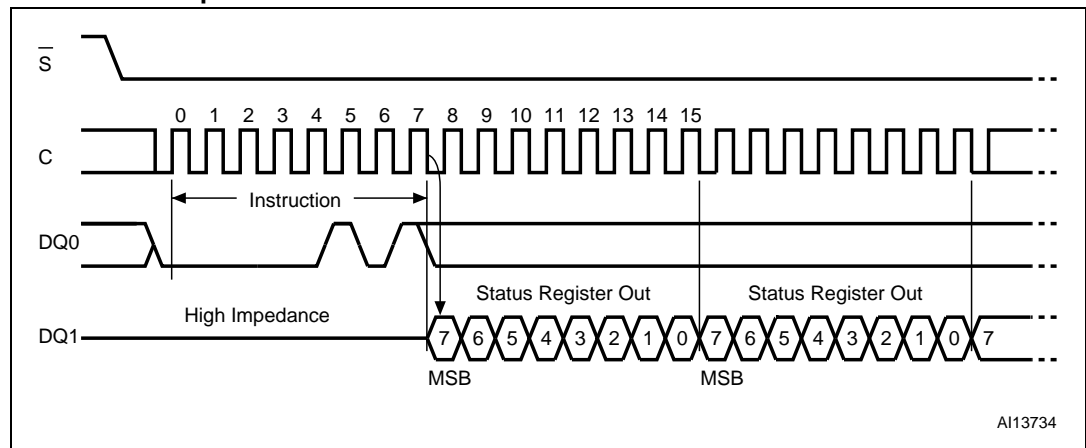 S
0 1 2 3 4 5 6 7 8 9 10 11 12 13 14 15
C
Instruction
DQ0
Status Register Out Status Register Out
High Impedance
DQ1 7 6 5 4 3 2 1 0 7 6 5 4 3 2 1 0 7
MSB MSB
AI13734